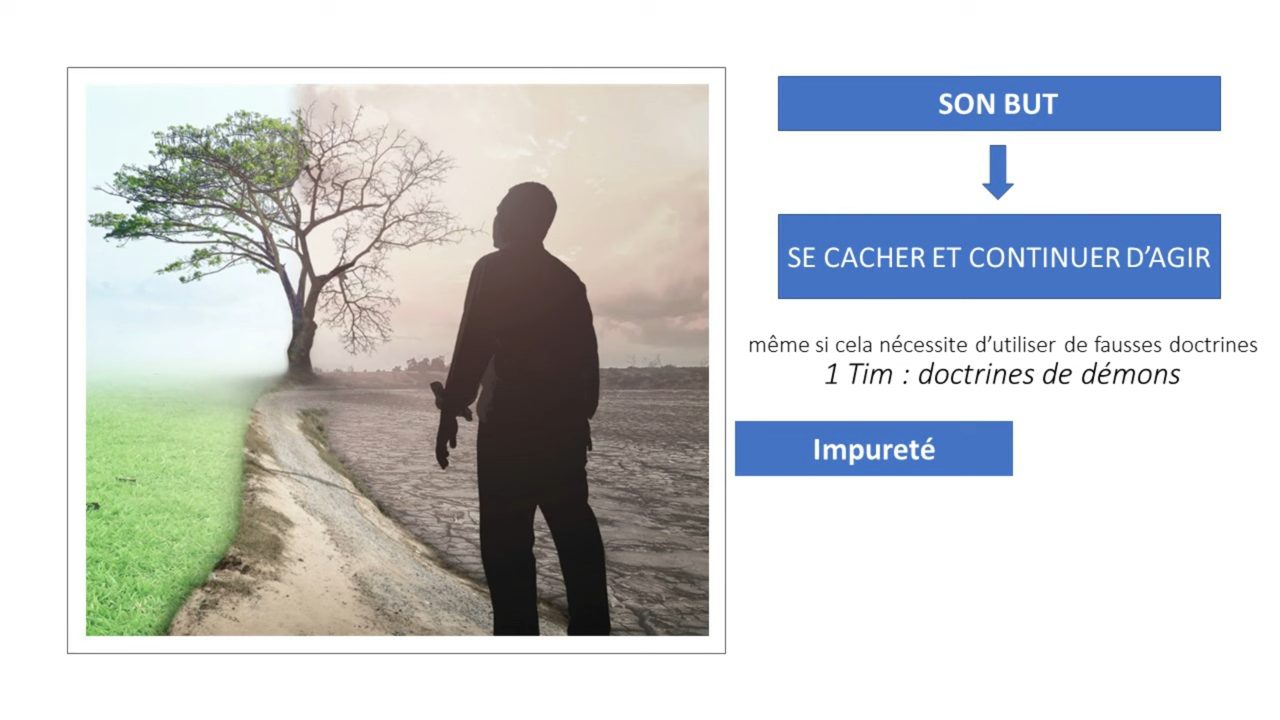 SON BUT
SE CACHER ET CONTINUER D’AGIR
même si cela nécessite d’utiliser de fausses doctrines
1 Tim : doctrines de démons
Impureté